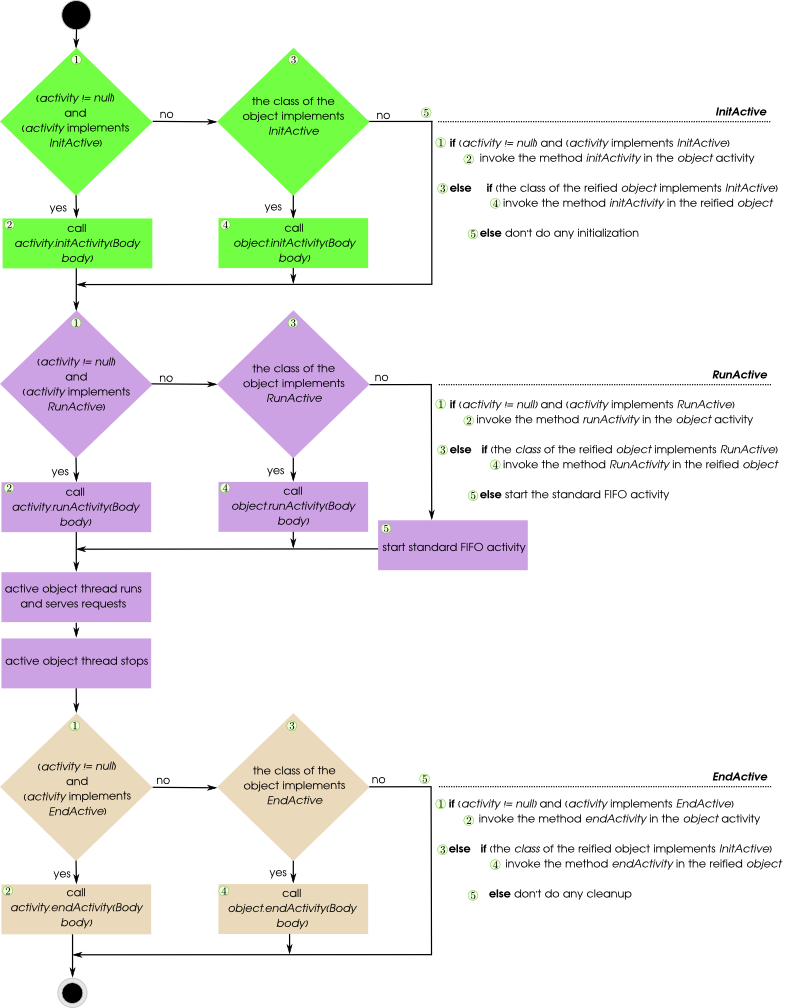 1
(activity != null)
and
(activity implements
InitActive)
no
3
the class of the
object implements
InitActive
no
5
yes
yes
2 call
activity.initActivity(Body
body)
4 call
object.initActivity(Body
body)
InitActive
1 if (activity != null) and (activity implements InitActive)
2 invoke the method initActivity in the object activity
3 else if (the class of the reified object implements InitActive)
4 invoke the method initActivity in the reified object
5 else don't do any initialization
1
(activity != null)
and
(activity implements
RunActive)
no
3
the class of the
object implements
RunActive
no
yes
yes
2 call
activity.runActivity(Body
body)
4 call
object.runActivity(Body
body)
5
start standard FIFO activity
RunActive
1 if (activity != null) and (activity implements RunActive)
2 invoke the method runActivity in the object activity
3 else if (the class of the reified object implements RunActive)
4 invoke the method RunActivity in the reified object
5 else start the standard FIFO activity
active object thread runs
and serves requests
active object thread stops
1
(activity != null)
and
(activity implements
EndActive)
no
3
the class of the
object implements
EndActive
no
5
yes
yes
2 call
activity.endActivity(Body
body)
4 call
object.endActivity(Body
body)
EndActive
1 if (activity != null) and (activity implements EndActive)
2 invoke the method endActivity in the object activity
3 else if (the class of the reified object implements InitActive)
4 invoke the method endActivity in the reified object
5 else don't do any cleanup